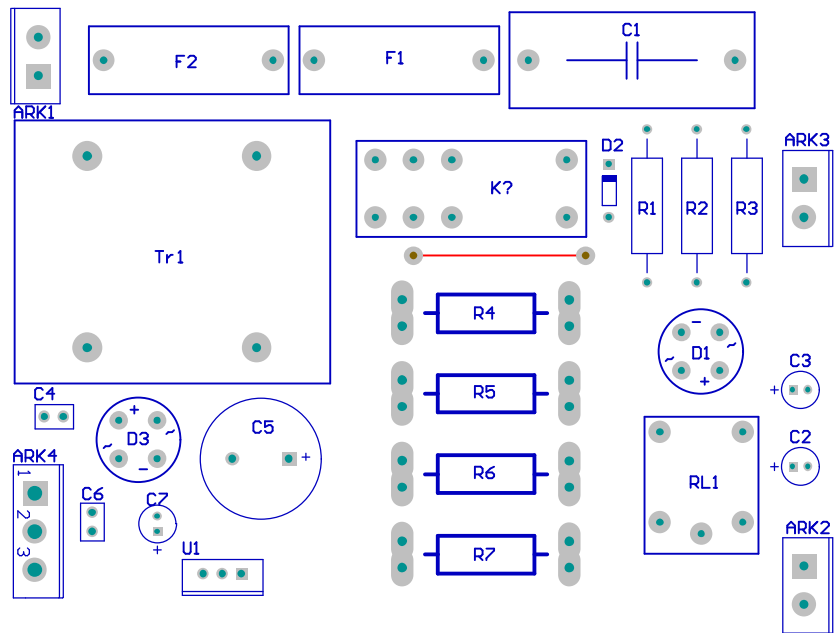 C1
F2
F1
ARK1
D2
ARK3
K?
R1
R2
R3
Tr1
R4
D1
~
~
+
C3
+
R5
C4
+
D3
~
~
C5
+
C2
+
ARK4
R6
RL1
1
2
3
C6
C7
+
ARK2
U1
R7